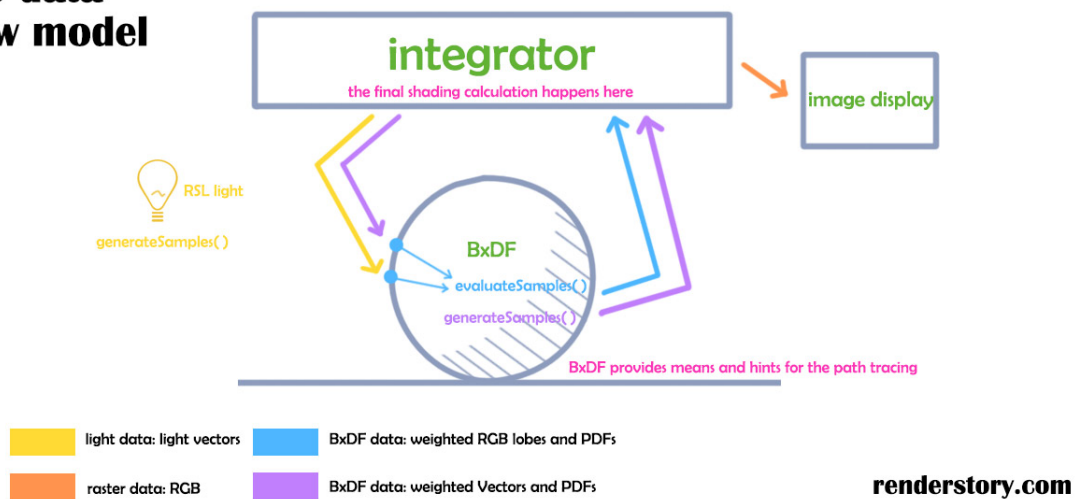 data
w model
integrator
the final shading calculation happens here
image display
RSL light
generateSamples( )
BxDF
evaluateSamples( )
generateSamples( )
BxDF provides means and hints for the path tracing
light data: light vectors
BxDF data: weighted RGB lobes and PDFs
raster data: RGB
BxDF data: weighted Vectors and PDFs
renderstory.com